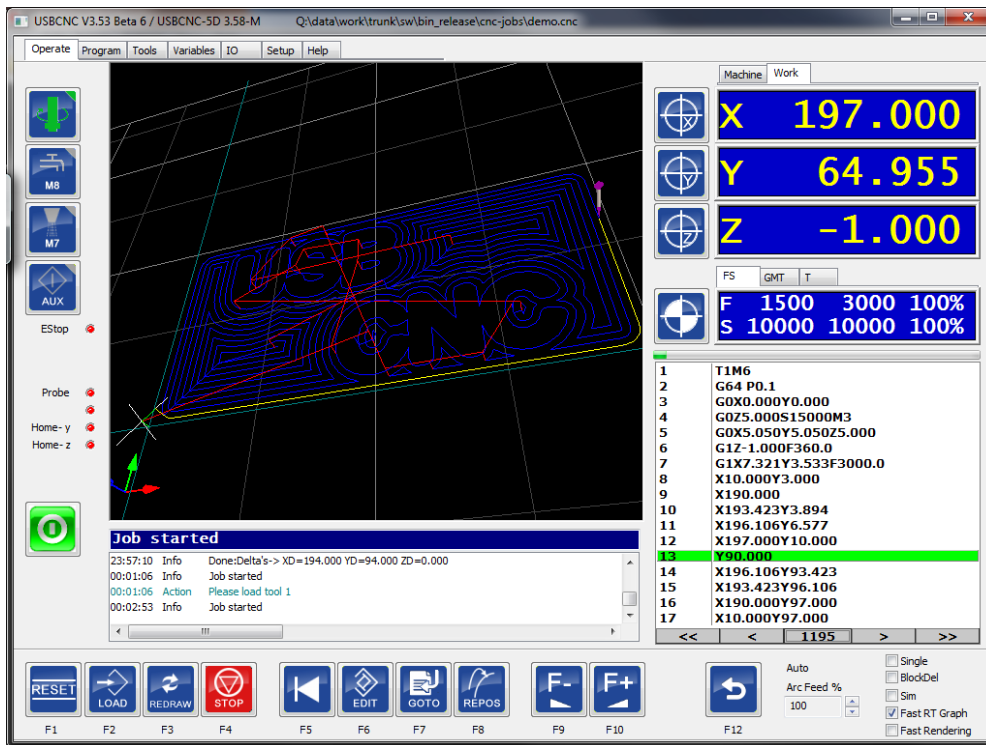 USBCNC V3.53 Beta 6 / USBCNC-5D 3.58-M Q:\data\work\trunk\sw\bin_release\cnc-jobs\demo.cnc
Operate Program Tools Variables IO Setup Help
M8
M7
AUX
EStop
Probe
Home- y
Home- z
CNC
Machine Work
X
X 197.000
Y
Y 64.955
Z
Z -1.000
FS GMT T
F 1500 3000 100%
S 10000 10000 100%
1 T1M6
2 G64 P0.1
3 G0X0.000Y0.000
4 G0Z5.000S15000M3
5 G0X5.050Y5.050Z5.000
6 G1Z-1.000F360.0
7 G1X7.321Y3.533F3000.0
8 X10.000Y3.000
9 X190.000
10 X193.423Y3.894
11 X196.106Y6.577
12 X197.000Y10.000
13 Y90.000
14 X196.106Y93.423
15 X193.423Y96.106
16 X190.000Y97.000
17 X10.000Y97.000
<< < 1195 > >>
Job started
23:57:10 Info Done:Delta's-> XD=194.000 YD=94.000 ZD=0.000
00:01:06 Info Job started
00:01:06 Action Please load tool 1
00:02:53 Info Job started
RESET LOAD REDRAW STOP EDIT GOTO REPOS F- F+
F1 F2 F3 F4 F5 F6 F7 F8 F9 F10 F12
Auto
Arc Feed %
100
Single
BlockDel
Sim
Fast RT Graph
Fast Rendering